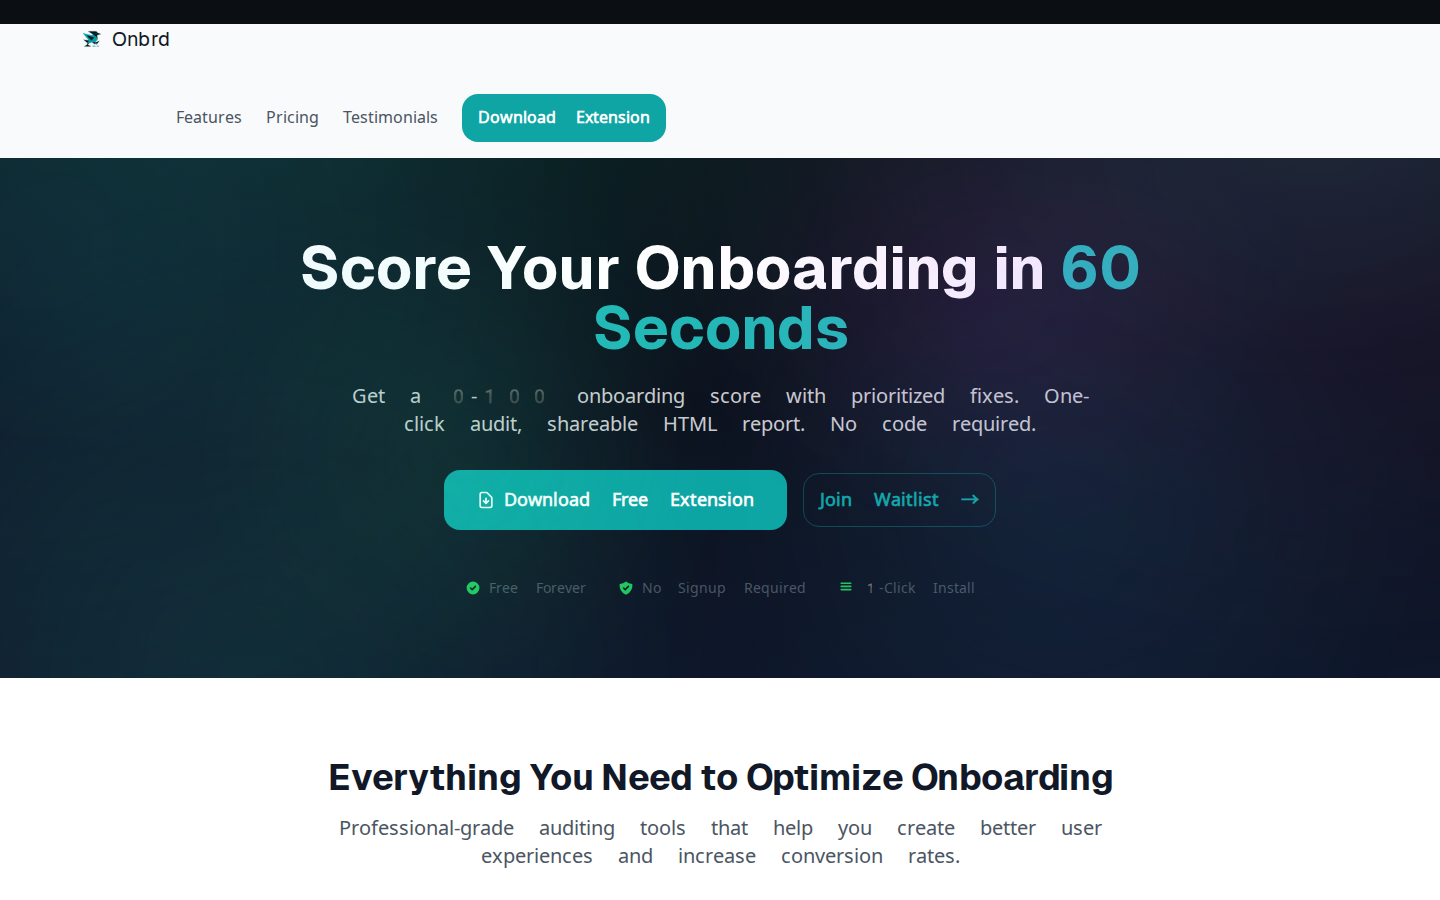 Onbrd
Features Pricing Testimonials Download Extension
Score Your Onboarding in 60
Seconds
Get a 0-100 onboarding score with prioritized fixes. One-
click audit, shareable HTML report. No code required.
Download Free Extension Join Waitlist →
Free Forever No Signup Required 1-Click Install
Everything You Need to Optimize Onboarding
Professional-grade auditing tools that help you create better user
experiences and increase conversion rates.